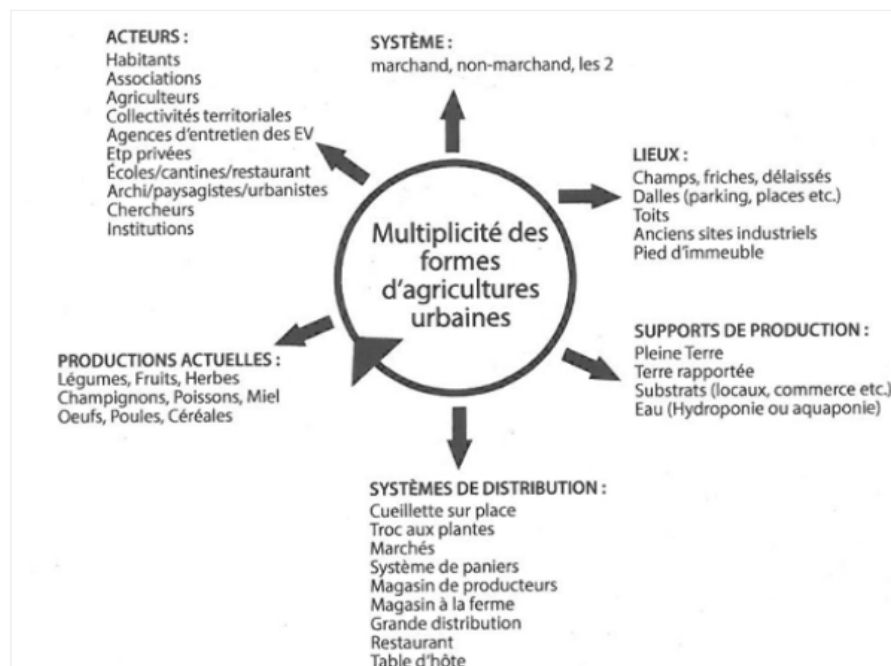 ACTEURS :
Habitants
Associations
Agriculteurs
Collectivités territoriales
Agences d'entretien des EV
Etp privées
Écoles/cantines/restaurant
Archi/paysagistes/urbanistes
Chercheurs
Institutions
SYSTÈME :
marchand, non-marchand, les 2
LIEUX :
Champs, friches, délaissés
Dalles (parking, places etc.)
Toits
Anciens sites industriels
Pied d'immeuble
Multiplicité des
formes
d'agricultures
urbaines
SUPPORTS DE PRODUCTION :
Pleine Terre
Terre rapportée
Substrats (locaux, commerce etc.)
Eau (Hydroponie ou aquaponie)
PRODUCTIONS ACTUELLES :
Légumes, Fruits, Herbes
Champignons, Poissons, Miel
Oeufs, Poules, Céréales
SYSTÈMES DE DISTRIBUTION :
Cueillette sur place
Troc aux plantes
Marchés
Système de paniers
Magasin de producteurs
Magasin à la ferme
Grande distribution
Restaurant
Table d'hôte